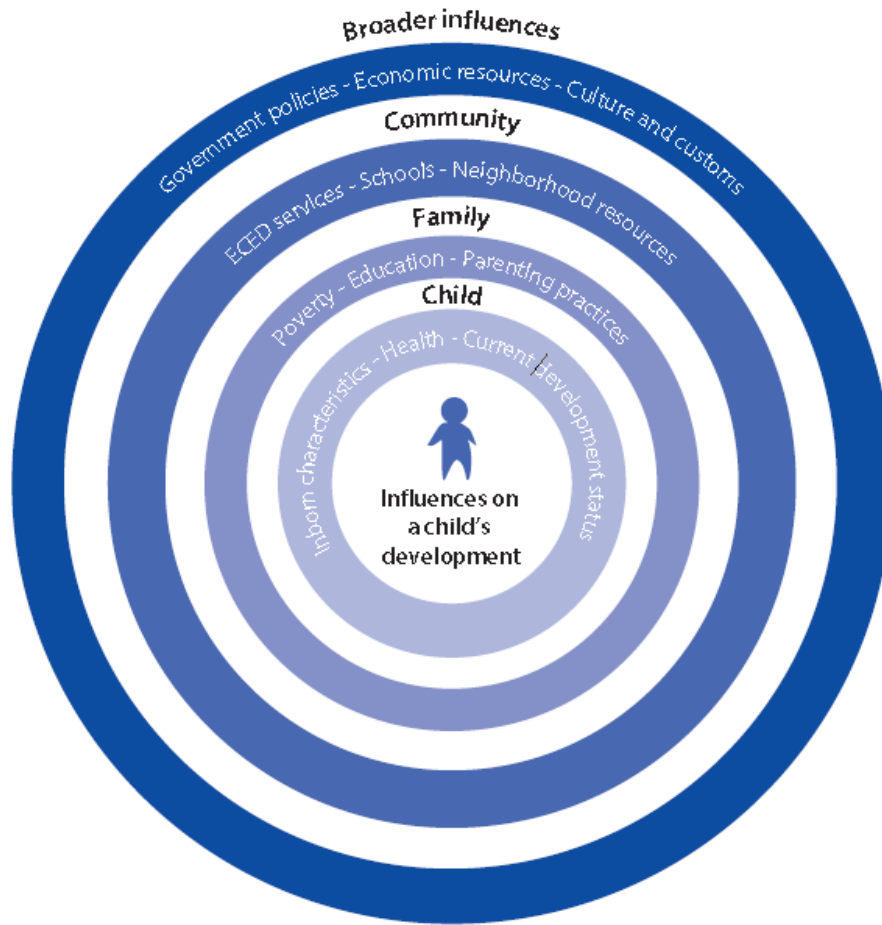 Broader influences
Government policies - Economic resources - Culture and customs
Community
ECED services - Schools - Neighborhood resources
Family
Poverty - Education - Parenting practices
Child
Inborn characteristics - Health - Current development status
Influences on
a child's
development